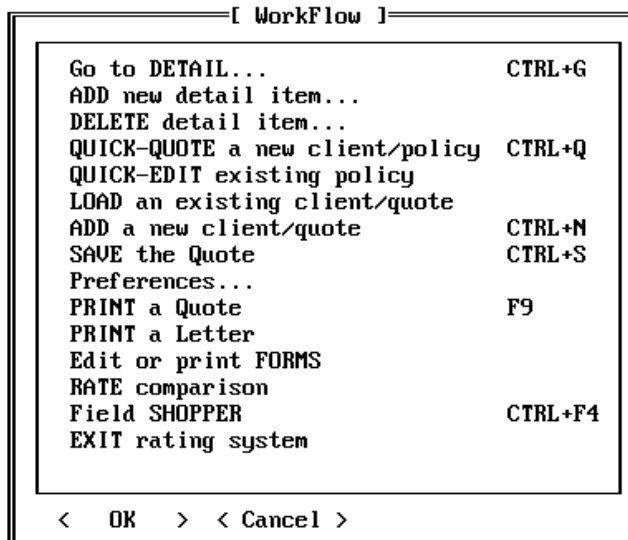 [ WorkFlow ]
Go to DETAIL... CTRL+G
ADD new detail item...
DELETE detail item...
QUICK-QUOTE a new client/policy CTRL+Q
QUICK-EDIT existing policy
LOAD an existing client/quote
ADD a new client/quote CTRL+N
SAVE the Quote CTRL+S
Preferences...
PRINT a Quote F9
PRINT a Letter
Edit or print FORMS
RATE comparison
Field SHOPPER CTRL+F4
EXIT rating system
< OK > < Cancel >